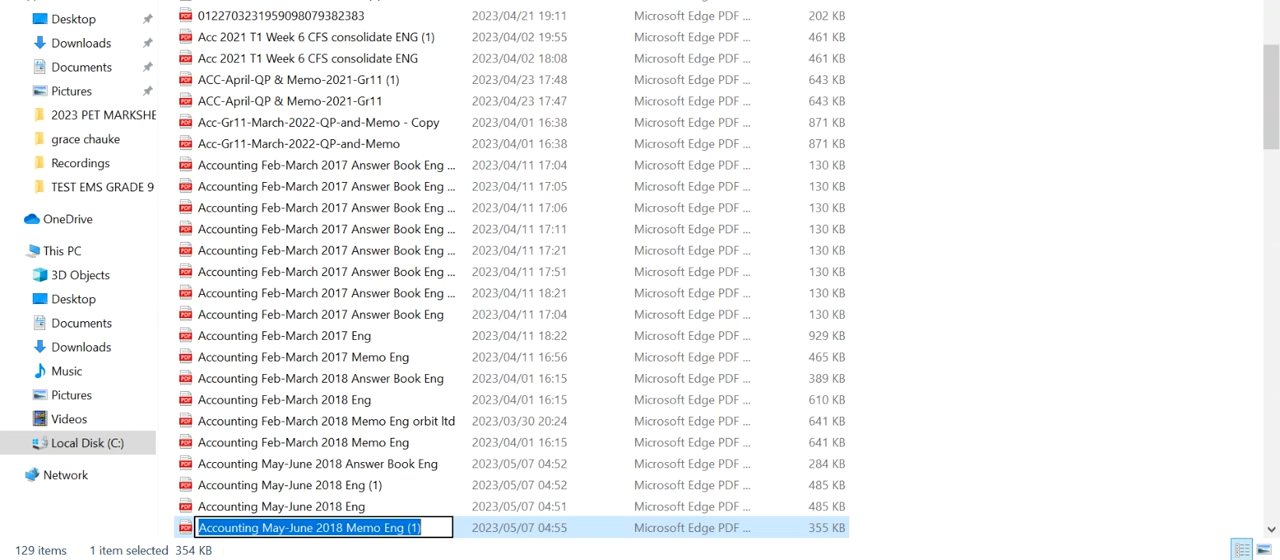 Desktop
Downloads
Documents
Pictures
2023 PET MARKSHE
grace chauke
Recordings
TEST EMS GRADE 9
OneDrive
This PC
3D Objects
Desktop
Documents
Downloads
Music
Pictures
Videos
Local Disk (C:)
Network
0122703231959098079382383 2023/04/21 19:11 Microsoft Edge PDF ... 202 KB
Acc 2021 T1 Week 6 CFS consolidate ENG (1) 2023/04/02 19:55 Microsoft Edge PDF ... 461 KB
Acc 2021 T1 Week 6 CFS consolidate ENG 2023/04/02 18:08 Microsoft Edge PDF ... 461 KB
ACC-April-QP & Memo-2021-Gr11 (1) 2023/04/23 17:48 Microsoft Edge PDF ... 643 KB
ACC-April-QP & Memo-2021-Gr11 2023/04/23 17:47 Microsoft Edge PDF ... 643 KB
Acc-Gr11-March-2022-QP-and-Memo - Copy 2023/04/01 16:38 Microsoft Edge PDF ... 871 KB
Acc-Gr11-March-2022-QP-and-Memo 2023/04/01 16:38 Microsoft Edge PDF ... 871 KB
Accounting Feb-March 2017 Answer Book Eng ... 2023/04/11 17:04 Microsoft Edge PDF ... 130 KB
Accounting Feb-March 2017 Answer Book Eng ... 2023/04/11 17:05 Microsoft Edge PDF ... 130 KB
Accounting Feb-March 2017 Answer Book Eng ... 2023/04/11 17:06 Microsoft Edge PDF ... 130 KB
Accounting Feb-March 2017 Answer Book Eng ... 2023/04/11 17:11 Microsoft Edge PDF ... 130 KB
Accounting Feb-March 2017 Answer Book Eng ... 2023/04/11 17:21 Microsoft Edge PDF ... 130 KB
Accounting Feb-March 2017 Answer Book Eng ... 2023/04/11 17:51 Microsoft Edge PDF ... 130 KB
Accounting Feb-March 2017 Answer Book Eng ... 2023/04/11 18:21 Microsoft Edge PDF ... 130 KB
Accounting Feb-March 2017 Answer Book Eng 2023/04/11 17:04 Microsoft Edge PDF ... 130 KB
Accounting Feb-March 2017 Eng 2023/04/11 18:22 Microsoft Edge PDF ... 929 KB
Accounting Feb-March 2017 Memo Eng 2023/04/11 16:56 Microsoft Edge PDF ... 465 KB
Accounting Feb-March 2018 Answer Book Eng 2023/04/01 16:15 Microsoft Edge PDF ... 389 KB
Accounting Feb-March 2018 Eng 2023/04/01 16:15 Microsoft Edge PDF ... 610 KB
Accounting Feb-March 2018 Memo Eng orbit ltd 2023/03/30 20:24 Microsoft Edge PDF ... 641 KB
Accounting Feb-March 2018 Memo Eng 2023/04/01 16:15 Microsoft Edge PDF ... 641 KB
Accounting May-June 2018 Answer Book Eng 2023/05/07 04:52 Microsoft Edge PDF ... 284 KB
Accounting May-June 2018 Eng (1) 2023/05/07 04:52 Microsoft Edge PDF ... 485 KB
Accounting May-June 2018 Eng 2023/05/07 04:51 Microsoft Edge PDF ... 485 KB
Accounting May-June 2018 Memo Eng (1) 2023/05/07 04:55 Microsoft Edge PDF ... 355 KB
129 items 1 item selected 354 KB